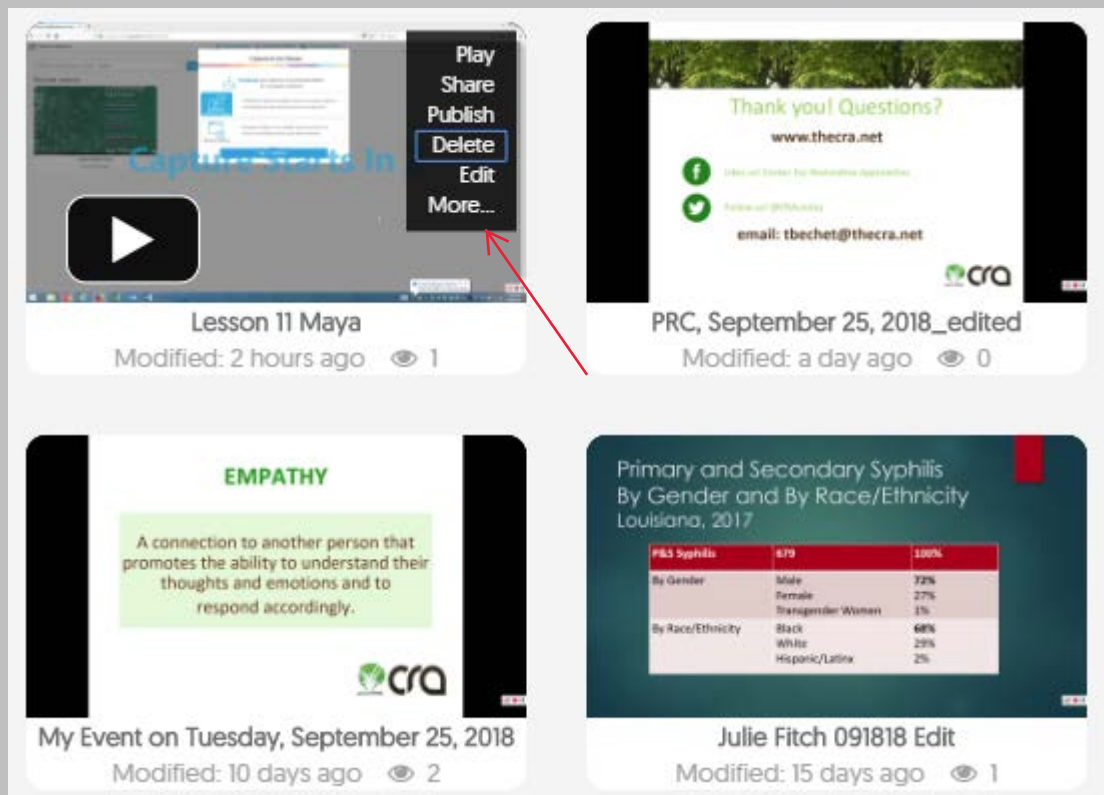 Play
Share
Publish
Delete
Edit
More...
Capture Starts In
Lesson 11 Maya
Modified: 2 hours ago 1
Thank you! Questions?
www.thecra.net
email: tbechet@thecra.net
cra
PRC, September 25, 2018_edited
Modified: a day ago 0
EMPATHY
A connection to another person that
promotes the ability to understand their
thoughts and emotions and to
respond accordingly.
cra
My Event on Tuesday, September 25, 2018
Modified: 10 days ago 2
Primary and Secondary Syphilis
By Gender and By Race/Ethnicity
Louisiana, 2017
P&S Syphilis 679 100%
By Gender Male 72%
Female 27%
Transgender Women 1%
By Race/Ethnicity Black 68%
White 29%
Hispanic/Latinx 2%
Julie Fitch 091818 Edit
Modified: 15 days ago 1